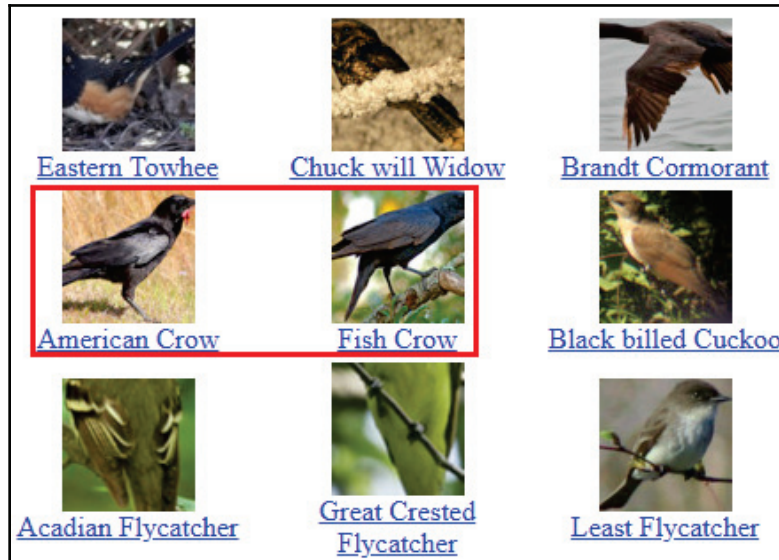 Eastern Towhee
Chuck will Widow
Brandt Cormorant
American Crow
Fish Crow
Black billed Cuckoo
Acadian Flycatcher
Great Crested
Flycatcher
Least Flycatcher